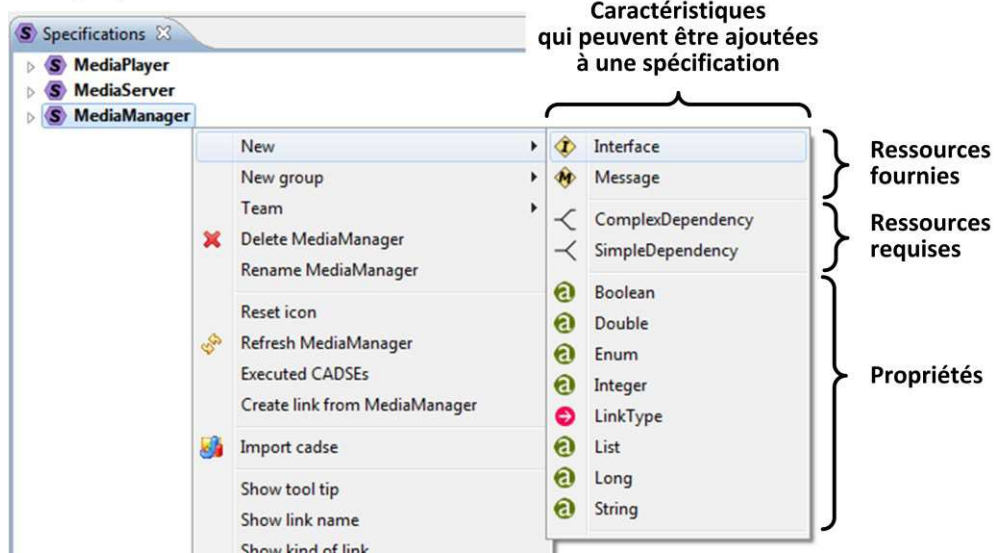 Caractéristiques
qui peuvent être ajoutées
à une spécification
Specifications
MediaPlayer
MediaServer
MediaManager
New
New group
Team
Delete MediaManager
Rename MediaManager
Reset icon
Refresh MediaManager
Executed CADSEs
Create link from MediaManager
Import cadse
Show tool tip
Show link name
Show kind of link
Interface
Message
ComplexDependency
SimpleDependency
Boolean
Double
Enum
Integer
LinkType
List
Long
String
Ressources
fournies
Ressources
requises
Propriétés